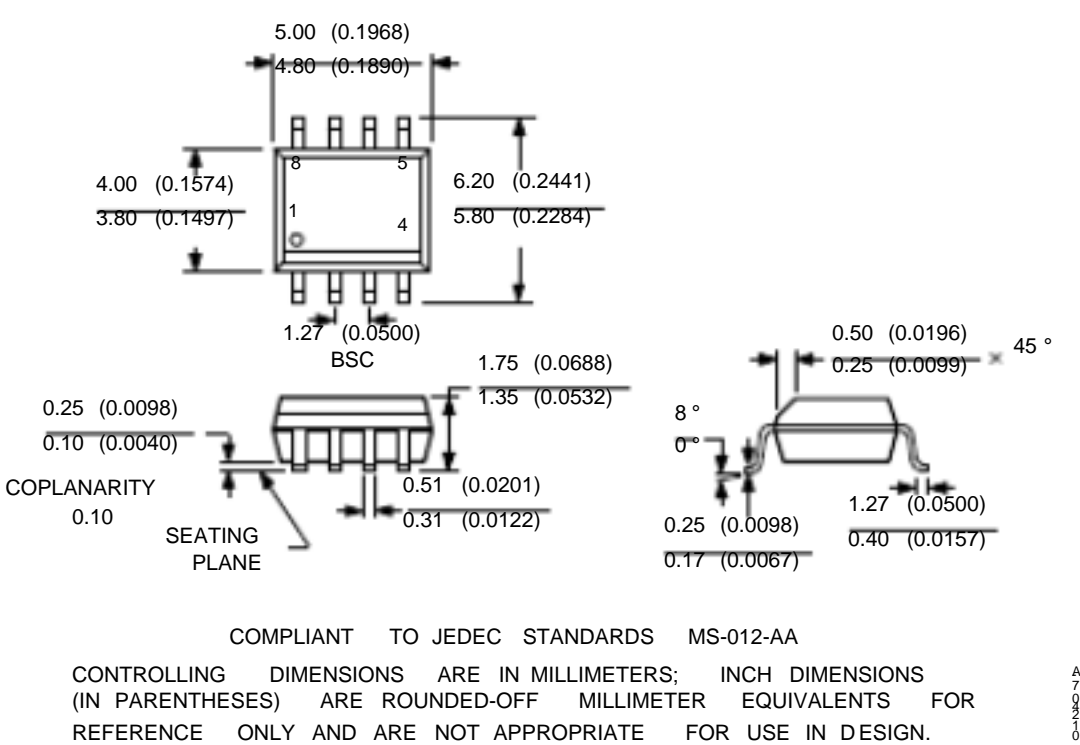 5.00 (0.1968)
4.80 (0.1890)
8
5
4.00 (0.1574)
3.80 (0.1497)
6.20 (0.2441)
5.80 (0.2284)
1
4
1.27 (0.0500)
BSC
0.50 (0.0196)
0.25 (0.0099)
× 45 °
1.75 (0.0688)
1.35 (0.0532)
0.25 (0.0098)
0.10 (0.0040)
8 °
0 °
COPLANARITY
0.10
SEATING
PLANE
0.51 (0.0201)
0.31 (0.0122)
0.25 (0.0098)
0.17 (0.0067)
1.27 (0.0500)
0.40 (0.0157)
COMPLIANT TO JEDEC STANDARDS MS-012-AA
CONTROLLING DIMENSIONS ARE IN MILLIMETERS; INCH DIMENSIONS
(IN PARENTHESES) ARE ROUNDED-OFF MILLIMETER EQUIVALENTS FOR
REFERENCE ONLY AND ARE NOT APPROPRIATE FOR USE IN DESIGN.